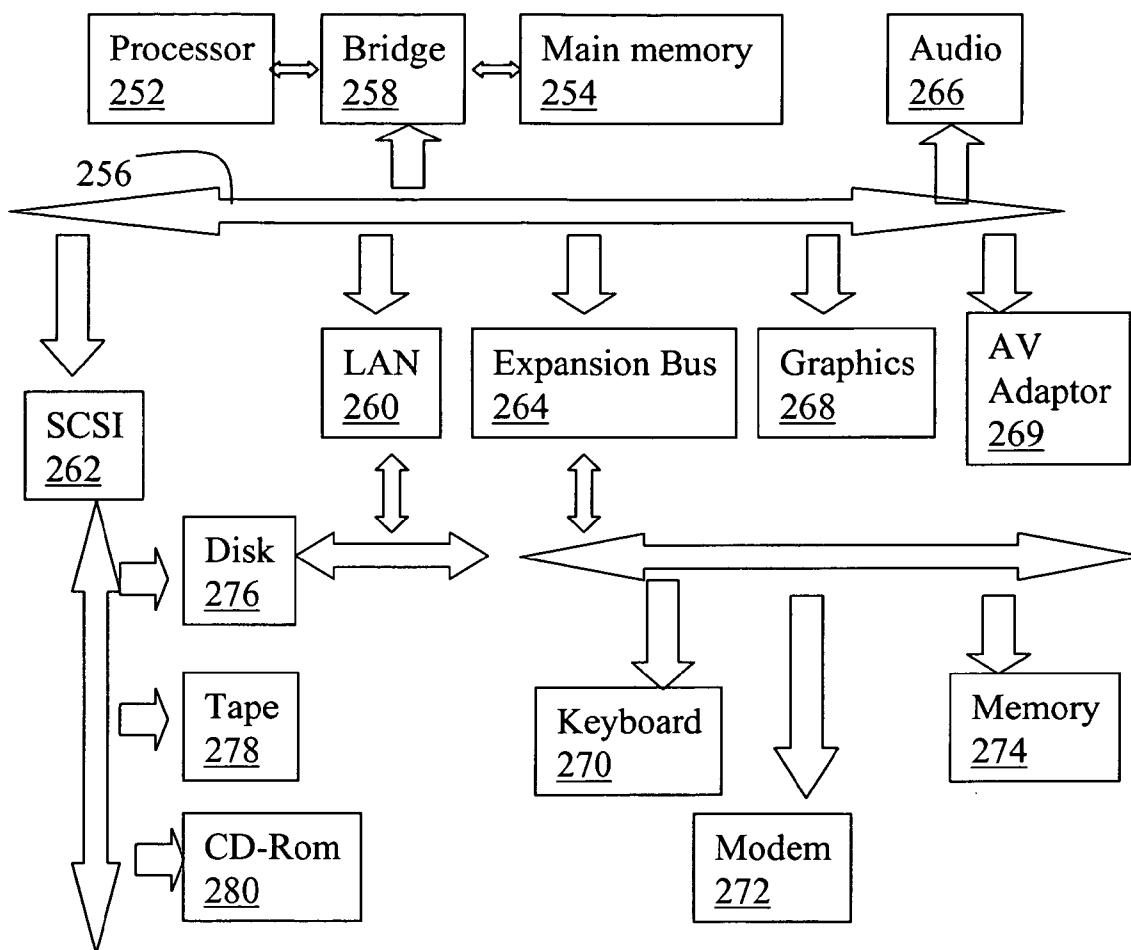 Processor
252
Bridge
258
Main memory
254
Audio
266
256
LAN
260
Expansion Bus
264
Graphics
268
AV
Adaptor
269
SCSI
262
Disk
276
Tape
278
Keyboard
270
Memory
274
CD-Rom
280
Modem
272